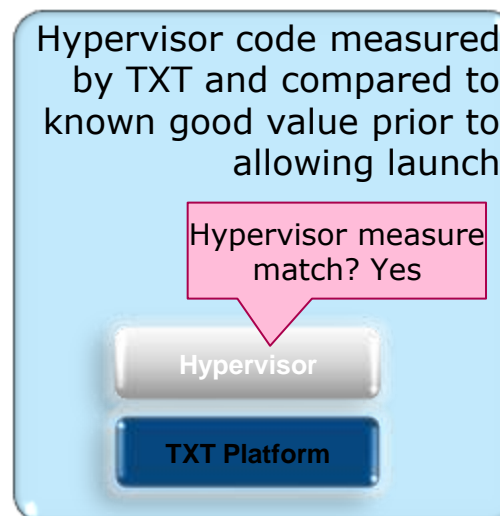 Hypervisor code measured
by TXT and compared to
known good value prior to
allowing launch
Hypervisor measure
match? Yes
Hypervisor
TXT Platform